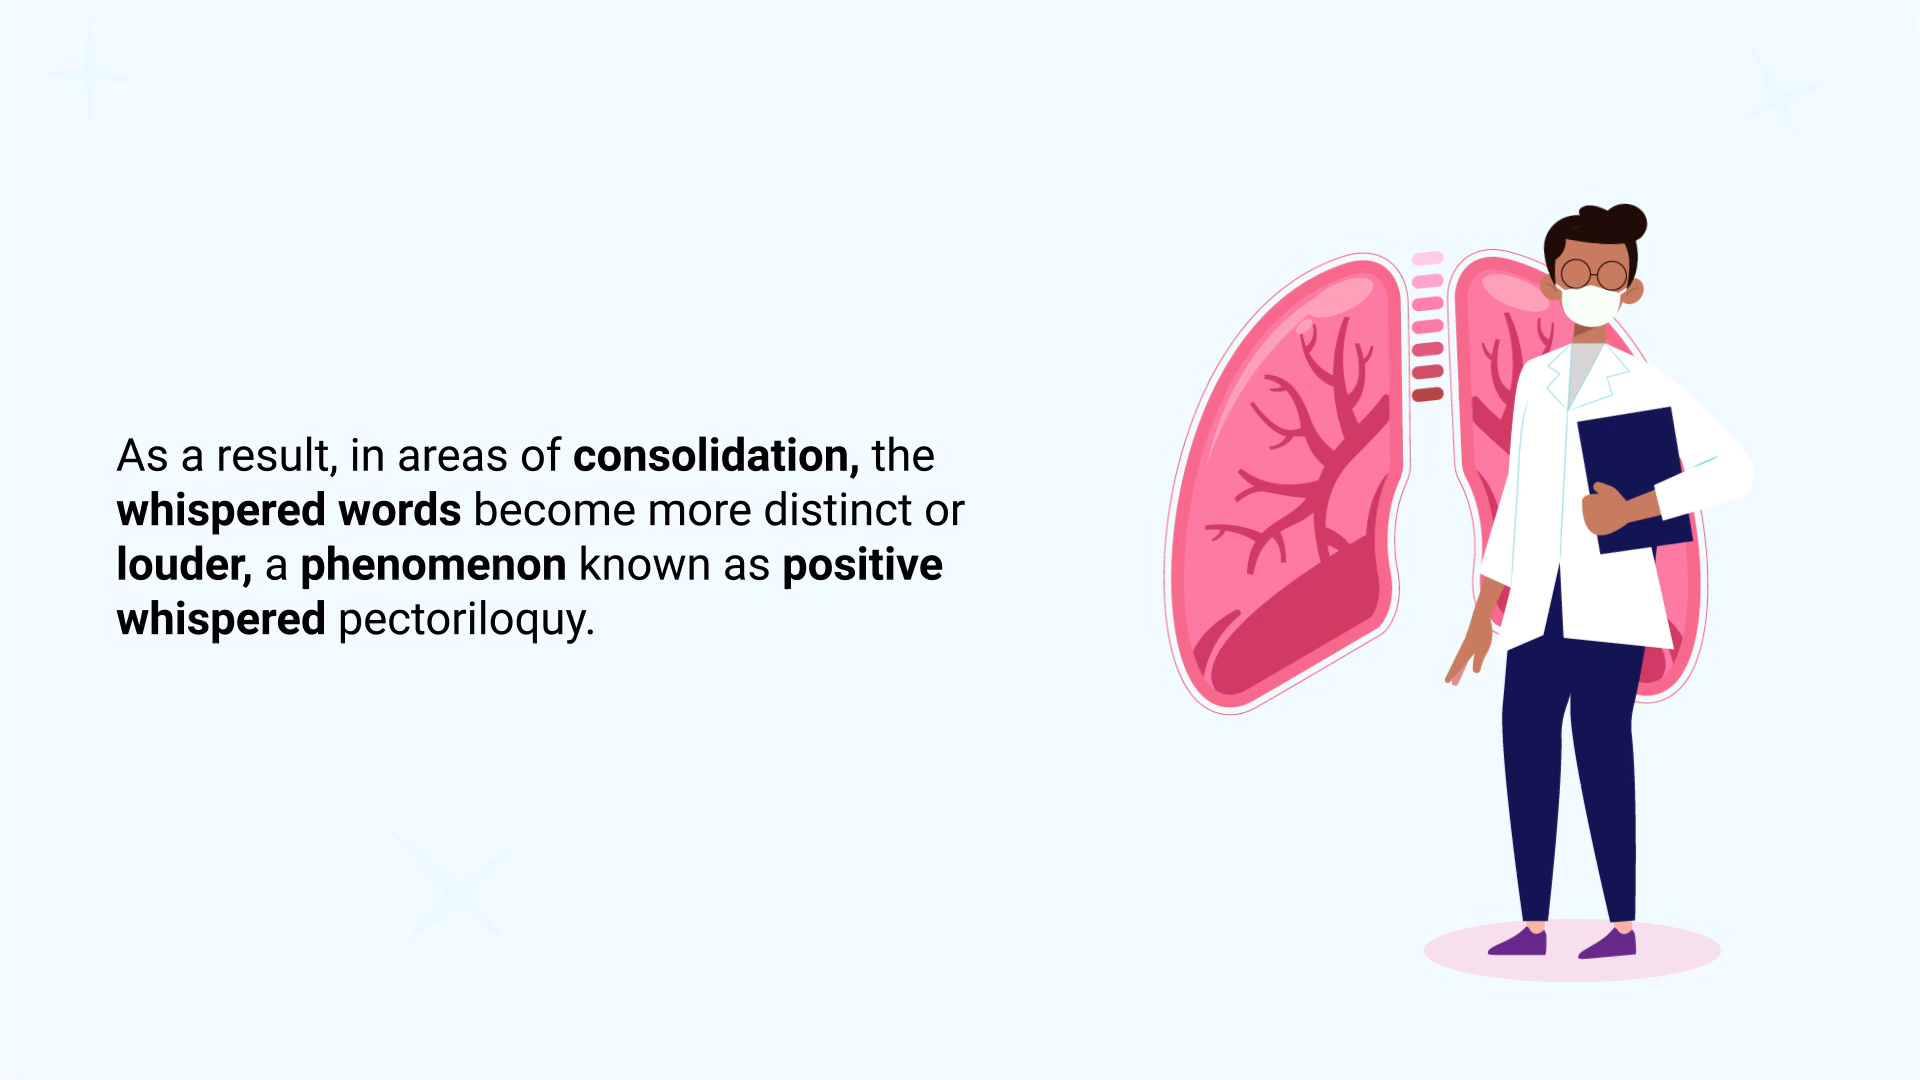 As a result, in areas of consolidation, the
whispered words become more distinct or
louder, a phenomenon known as positive
whispered pectoriloquy.